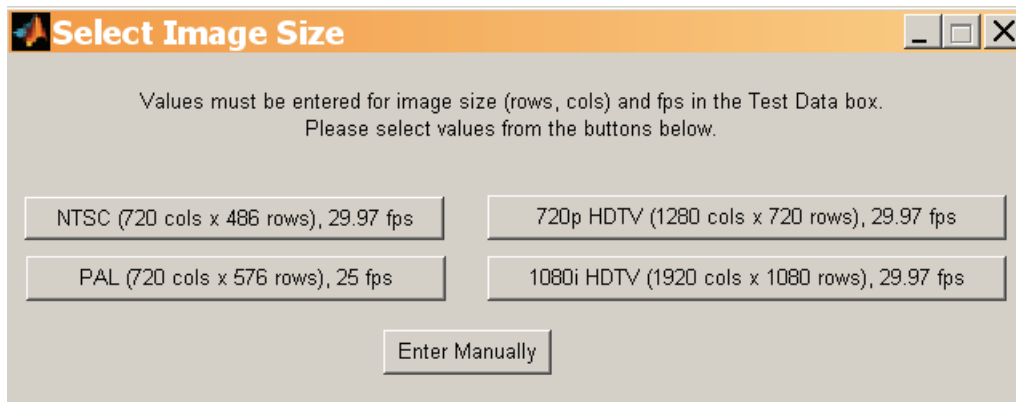 Select Image Size
Values must be entered for image size (rows, cols) and fps in the Test Data box.
Please select values from the buttons below.
NTSC (720 cols x 486 rows), 29.97 fps
720p HDTV (1280 cols x 720 rows), 29.97 fps
PAL (720 cols x 576 rows), 25 fps
1080i HDTV (1920 cols x 1080 rows), 29.97 fps
Enter Manually